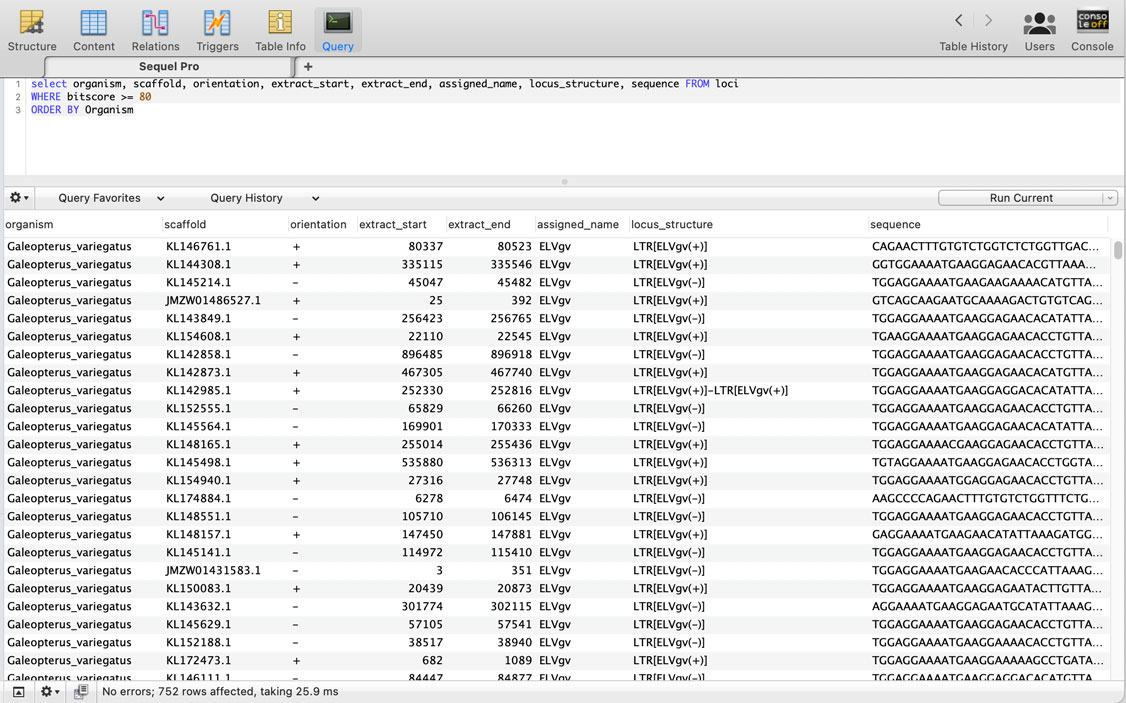 Structure Content Relations Triggers Table Info Query Table History Users Console
conso
le off
Sequel Pro +
1 select organism, scaffold, orientation, extract_start, extract_end, assigned_name, locus_structure, sequence FROM loci
2 WHERE bitscore >= 80
3 ORDER BY Organism
Query Favorites Query History Run Current
organism scaffold orientation extract_start extract_end assigned_name locus_structure sequence
Galeopterus_variegatus KL146761.1 + 80337 80523 ELVgv LTR[ELVgv(+)] CAGAACTTTGTGTCTGGTCTCTGGTTGAC...
Galeopterus_variegatus KL144308.1 + 335115 335546 ELVgv LTR[ELVgv(+)] GGTGGAAAATGAAGGAGAACACGTTAAA...
Galeopterus_variegatus KL145214.1 - 45047 45482 ELVgv LTR[ELVgv(-)] TGGAGGAAAATGAAGAAGAAAACATGTTA...
Galeopterus_variegatus JMZW01486527.1 + 25 392 ELVgv LTR[ELVgv(+)] GTCAGCAAGAATGCAAAAGACTGTGTCAG...
Galeopterus_variegatus KL143849.1 - 256423 256765 ELVgv LTR[ELVgv(-)] TGGAGGAAAATGAAGGAGAACACATATTA...
Galeopterus_variegatus KL154608.1 + 22110 22545 ELVgv LTR[ELVgv(+)] TGAAGGAAAATGAAGGAGAACACCTGTTA...
Galeopterus_variegatus KL142858.1 - 896485 896918 ELVgv LTR[ELVgv(-)] TGGAGGAAAATGAAGGAGAACACCTGTTA...
Galeopterus_variegatus KL142873.1 + 467305 467740 ELVgv LTR[ELVgv(+)] TGGAGGAAAATGAAGGAGAACACATGTTA...
Galeopterus_variegatus KL142985.1 + 252330 252816 ELVgv LTR[ELVgv(+)]-LTR[ELVgv(+)] TGGAGGAAAATGAAGGAGGACACATATTA...
Galeopterus_variegatus KL152555.1 - 65829 66260 ELVgv LTR[ELVgv(-)] TGGAGGAAAATGAAGGAGAACACCTGTTA...
Galeopterus_variegatus KL145564.1 - 169901 170333 ELVgv LTR[ELVgv(-)] TGGAGGAAAATGAAGGAGAACACATATTA...
Galeopterus_variegatus KL148165.1 + 255014 255436 ELVgv LTR[ELVgv(+)] TGGAGGAAAACGAAGGAGAACACCTGTTA...
Galeopterus_variegatus KL145498.1 + 535880 536313 ELVgv LTR[ELVgv(+)] TGTAGGAAAATGAAGGAGAACACCTGGTA...
Galeopterus_variegatus KL154940.1 + 27316 27748 ELVgv LTR[ELVgv(+)] TGGAGGAAAATGGAGGAGAACACCTGTTA...
Galeopterus_variegatus KL174884.1 - 6278 6474 ELVgv LTR[ELVgv(-)] AAGCCCCAGAACTTTGTGTCTGGTTTCTG...
Galeopterus_variegatus KL148551.1 - 105710 106145 ELVgv LTR[ELVgv(-)] TGGAGGAAAATGAAGGAGAACACCTGTTA...
Galeopterus_variegatus KL148157.1 + 147450 147881 ELVgv LTR[ELVgv(+)] GAGGAAAATGAAGAACATATTAAAGATGG...
Galeopterus_variegatus KL145141.1 - 114972 115410 ELVgv LTR[ELVgv(-)] TGGAGGAAAATGAAGGAGAACACCTGTTA...
Galeopterus_variegatus JMZW01431583.1 - 3 351 ELVgv LTR[ELVgv(-)] TGGAGGAAAATGAAGAACACCCATTAAAG...
Galeopterus_variegatus KL150083.1 + 20439 20873 ELVgv LTR[ELVgv(+)] TGGAGGAAAATGAAGGAGAATACTTGTTA...
Galeopterus_variegatus KL143632.1 - 301774 302115 ELVgv LTR[ELVgv(-)] AGGAAAATGAAGGAGAATGCATATTAAAG...
Galeopterus_variegatus KL145629.1 - 57105 57541 ELVgv LTR[ELVgv(-)] TGGAGGAAAATGAAGGAGAACACCTGTTA...
Galeopterus_variegatus KL152188.1 - 38517 38940 ELVgv LTR[ELVgv(-)] TGGAGGAAAATGAAGGAAAACACCTGTTA...
Galeopterus_variegatus KL172473.1 + 682 1089 ELVgv LTR[ELVgv(+)] TGGAGGAAAATGAAGGAAAAAGCCTGATA...
Galeopterus_variegatus KL146111.1 - 84447 84877 ELVgv LTR[ELVgv(-)] TGGAGGAAAATGAAGGAGGACACATGTTA...
No errors; 752 rows affected, taking 25.9 ms